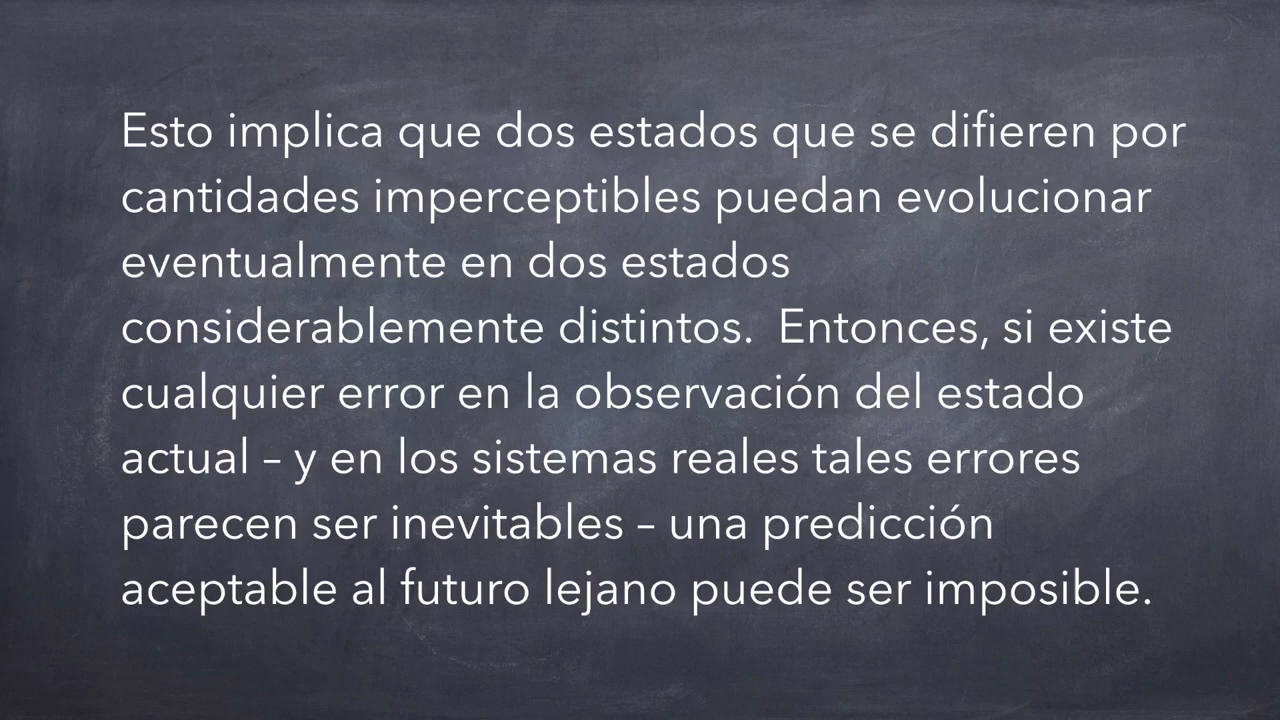 Esto implica que dos estados que se difieren por
cantidades imperceptibles puedan evolucionar
eventualmente en dos estados
considerablemente distintos.  Entonces, si existe
cualquier error en la observación del estado
actual – y en los sistemas reales tales errores
parecen ser inevitables – una predicción
aceptable al futuro lejano puede ser imposible.